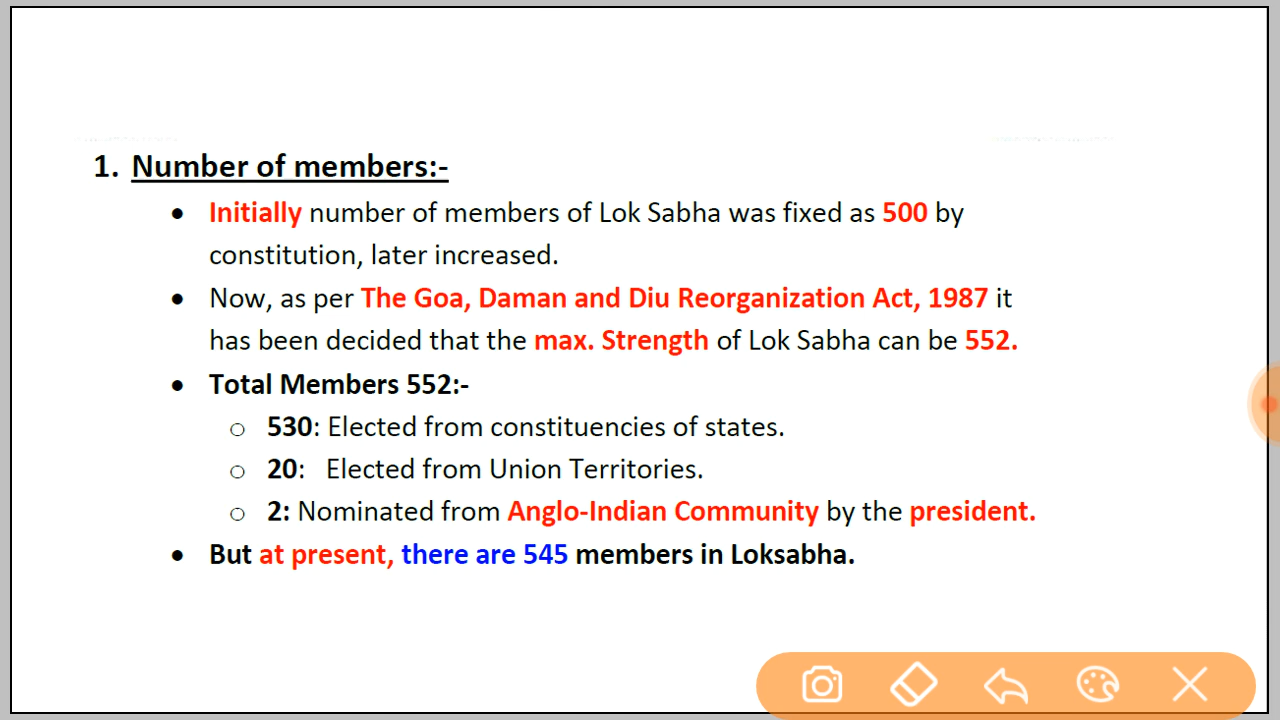 1. Number of members:-
• Initially number of members of Lok Sabha was fixed as 500 by
constitution, later increased.
• Now, as per The Goa, Daman and Diu Reorganization Act, 1987 it
has been decided that the max. Strength of Lok Sabha can be 552.
• Total Members 552:-
○ 530: Elected from constituencies of states.
○ 20: Elected from Union Territories.
○ 2: Nominated from Anglo-Indian Community by the president.
• But at present, there are 545 members in Loksabha.